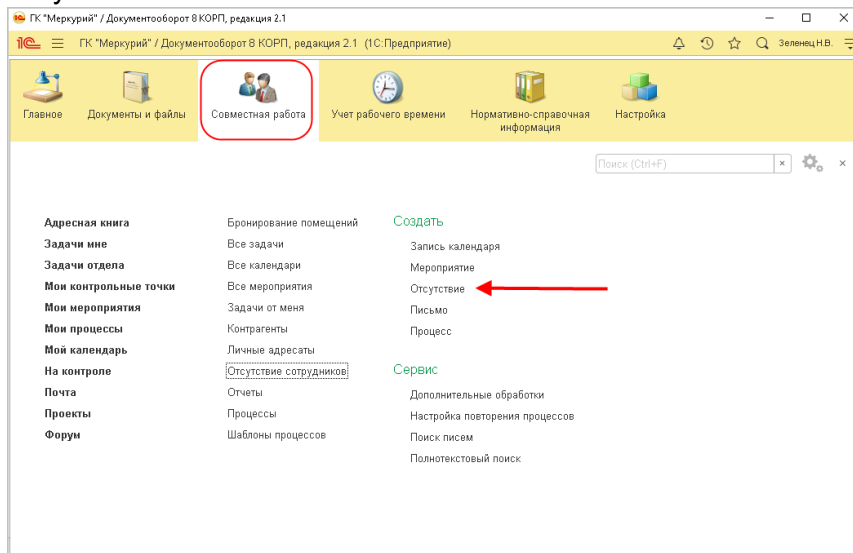 ГК "Меркурий" / Документооборот 8 КОРП, редакция 2.1
ГК "Меркурий" / Документооборот 8 КОРП, редакция 2.1 (1С:Предприятие)
Зеленец Н.В.
Главное
Документы и файлы
Совместная работа
Учет рабочего времени
Нормативно-справочная
информация
Настройка
Поиск (Ctrl+F)
Адресная книга
Задачи мне
Задачи отдела
Мои контрольные точки
Мои мероприятия
Мои процессы
Мой календарь
На контроле
Почта
Проекты
Форум
Бронирование помещений
Все задачи
Все календари
Все мероприятия
Задачи от меня
Контрагенты
Личные адресаты
Отсутствие сотрудников
Отчеты
Процессы
Шаблоны процессов
Создать
Запись календаря
Мероприятие
Отсутствие
Письмо
Процесс
Сервис
Дополнительные обработки
Настройка повторения процессов
Поиск писем
Полнотекстовый поиск